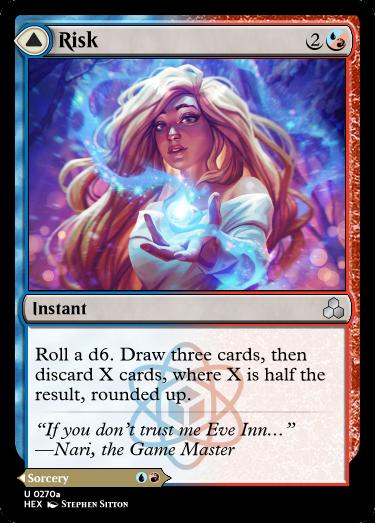 Risk 2
Instant
Roll a d6. Draw three cards, then
discard X cards, where X is half the
result, rounded up.
“If you don’t trust me Eve Inn…”
—Nari, the Game Master
Sorcery
U 0270a
HEX Stephen Sitton